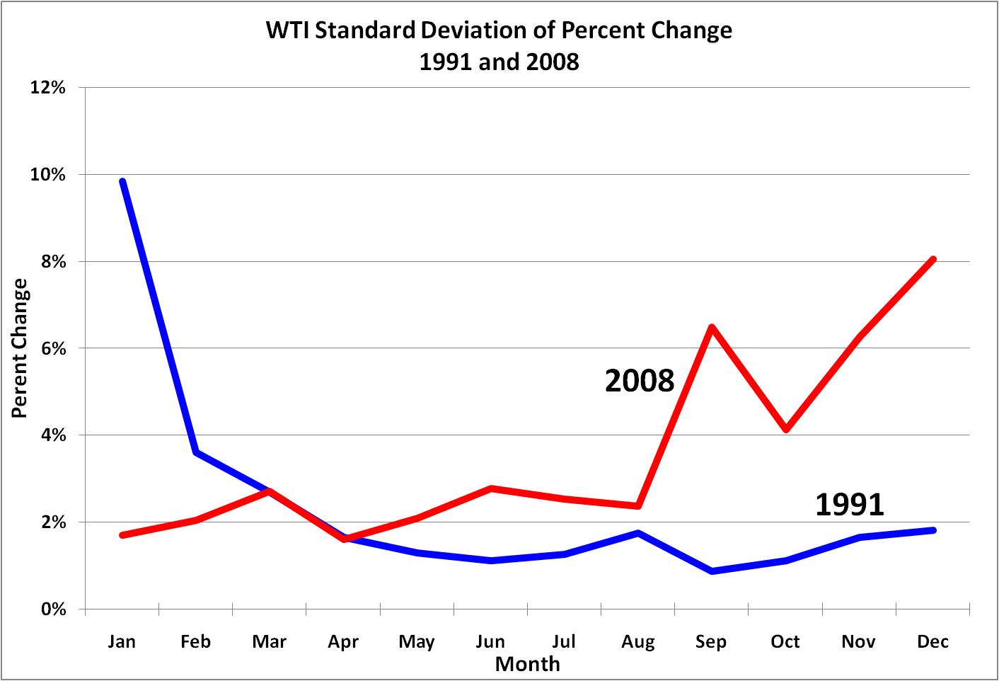 WTI Standard Deviation of Percent Change
1991 and 2008
12%
10%
8%
6%
4%
2%
0%
Perent Change
2008
1991
Jan Feb Mar Apr May Jun Jul Aug Sep Oct Nov Dec
Month